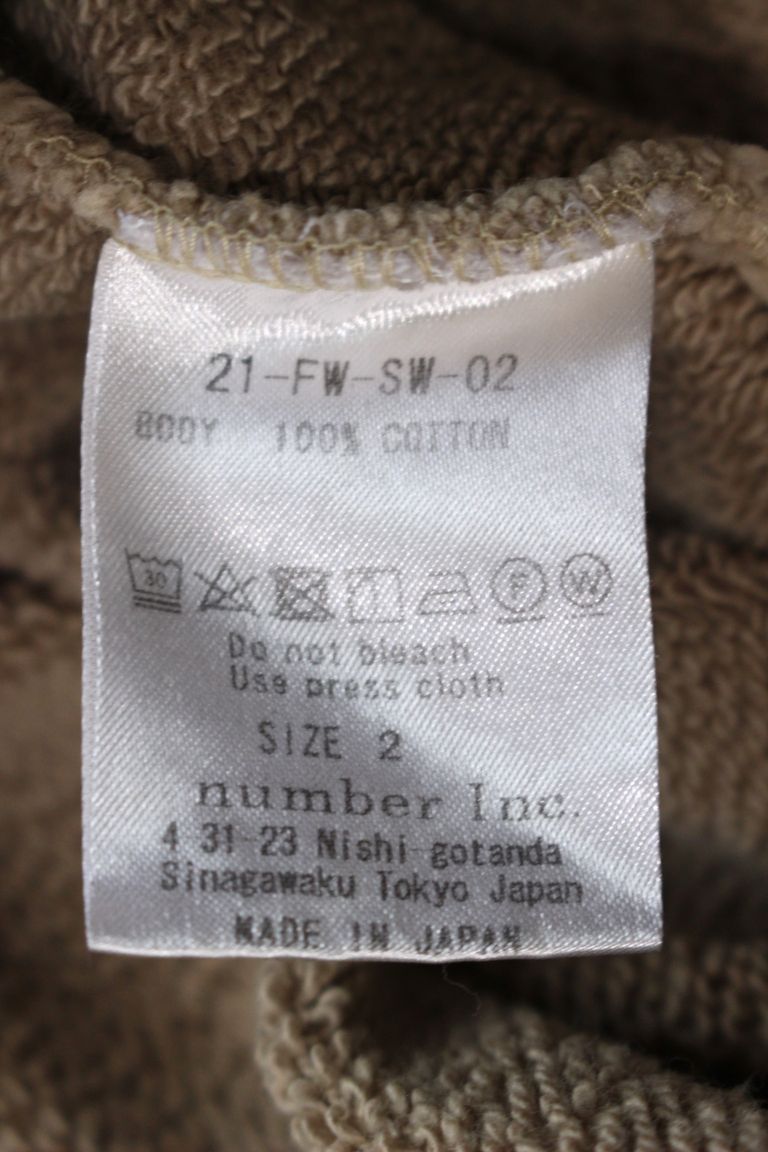 21-FW-SW-02
BODY 100% COTTON
30 F W
Do not bleach
Use press cloth
SIZE 2
number Inc.
4 31-23 Nishi-gotanda
Sinagawaku Tokyo Japan
MADE IN JAPAN